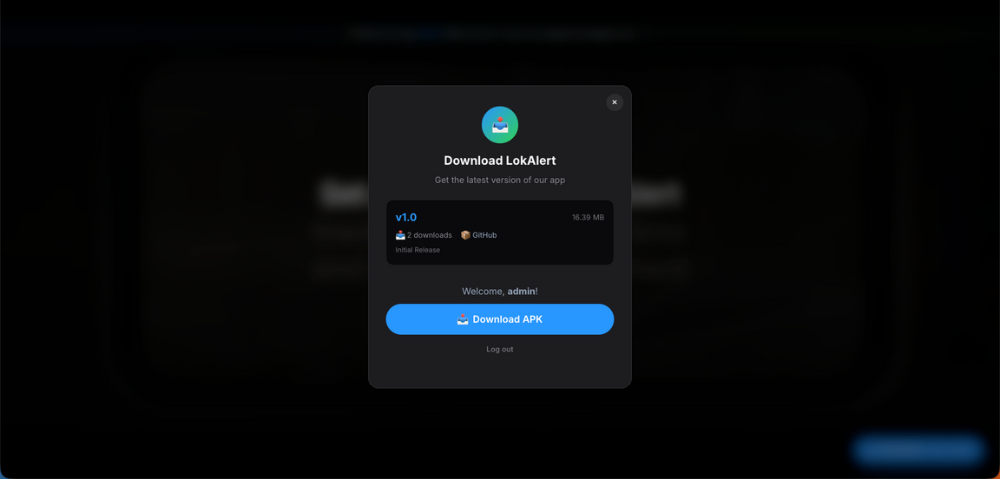 ×
Download LokAlert
Get the latest version of our app
v1.0 16.39 MB
📥 2 downloads 📦 GitHub
Initial Release
Welcome, admin!
📥 Download APK
Log out